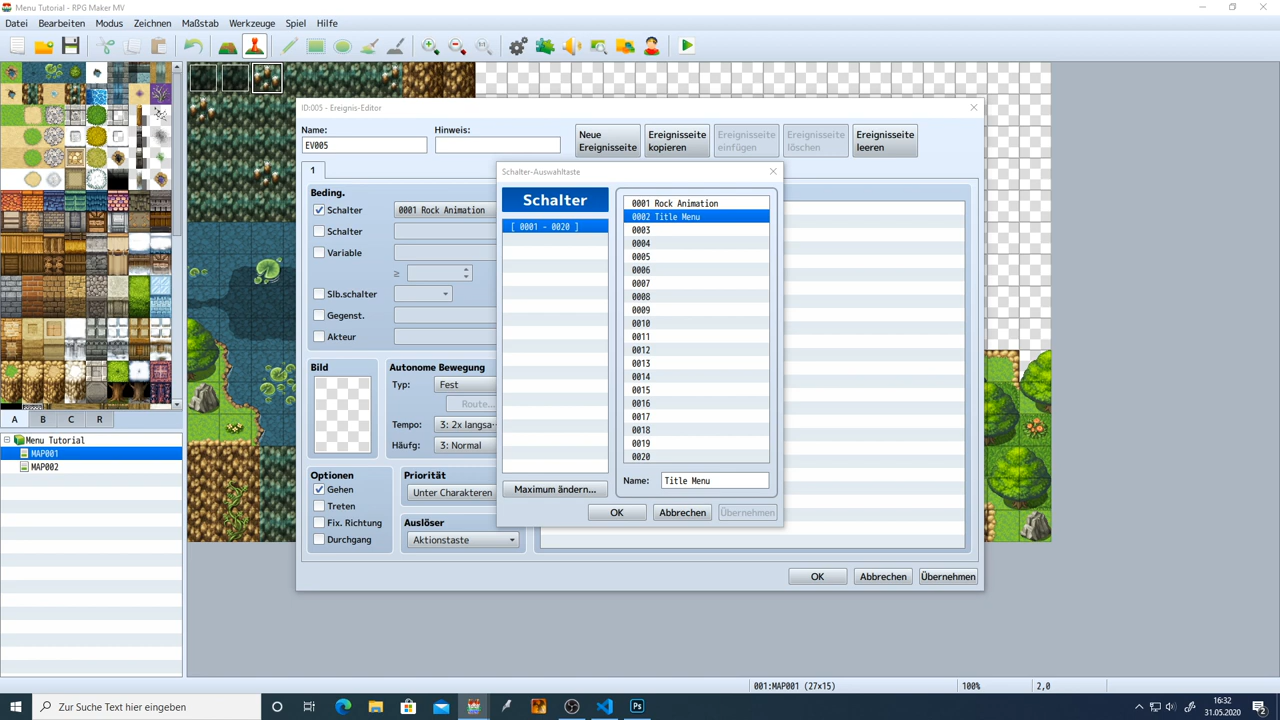 Menu Tutorial - RPG Maker MV
Datei Bearbeiten Modus Zeichnen Maßstab Werkzeuge Spiel Hilfe
1:1
ID:005 - Ereignis-Editor
Name:
EV005
Hinweis:
Neue Ereignisseite
Ereignisseite kopieren
Ereignisseite einfügen
Ereignisseite löschen
Ereignisseite leeren
1
Beding.
Schalter
0001 Rock Animation
Schalter
Variable
≥
Slb.schalter
Gegenst.
Akteur
Bild
Autonome Bewegung
Typ: Fest
Route...
Tempo: 3: 2x langsa
Häufg: 3: Normal
Optionen
Gehen
Treten
Fix. Richtung
Durchgang
Priorität
Unter Charakteren
Auslöser
Aktionstaste
OK Abbrechen Übernehmen
Schalter-Auswahltaste
Schalter
[ 0001 - 0020 ]
Maximum ändern...
0001 Rock Animation
0002 Title Menu
0003
0004
0005
0006
0007
0008
0009
0010
0011
0012
0013
0014
0015
0016
0017
0018
0019
0020
Name: Title Menu
OK Abbrechen Übernehmen
A B C R
Menu Tutorial
MAP001
MAP002
001:MAP001 (27×15) 100% 2,0
Zur Suche Text hier eingeben
Ps
16:32
31.05.2020
2